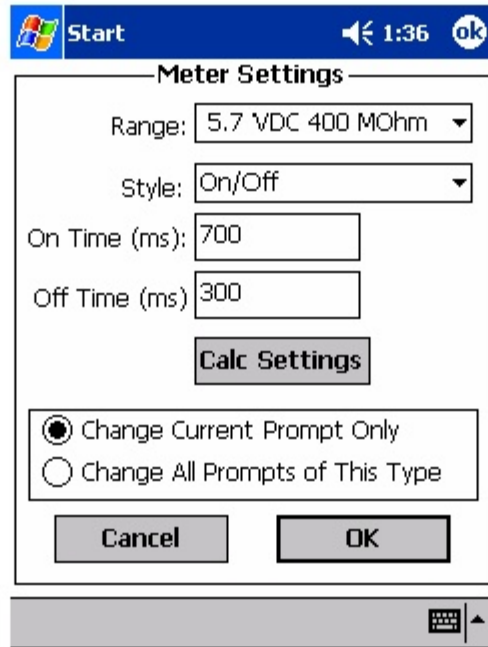 Start 1:36 ok
Meter Settings
Range: 5.7 VDC 400 MOhm
Style: On/Off
On Time (ms): 700
Off Time (ms) 300
Calc Settings
Change Current Prompt Only
Change All Prompts of This Type
Cancel OK